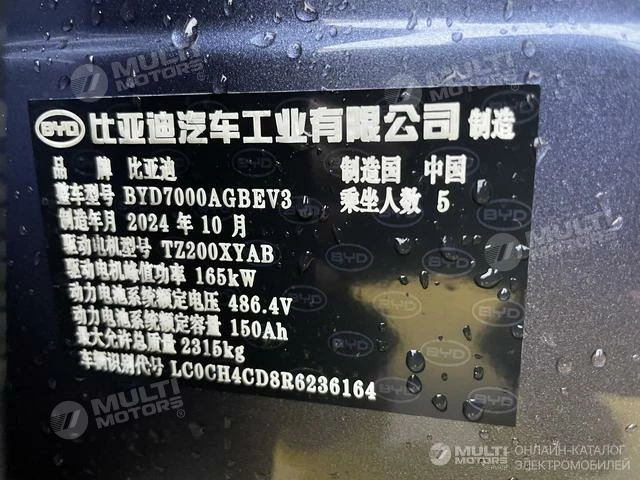 BYD 比亚迪汽车工业有限公司 制造
品 牌 比亚迪 制造国 中国
整车型号 BYD7000AGBEV3 乘坐人数 5
制造年月 2024 年 10 月
驱动电机型号 TZ200XYAB
驱动电机峰值功率 165kW
动力电池系统额定电压 486.4V
动力电池系统额定容量 150Ah
最大允许总质量 2315kg
车辆识别代号 LC0CH4CD8R6236164
MULTI MOTORS
MULTI MOTORS SERVICE
ОНЛАЙН-КАТАЛОГ
ЭЛЕКТРОМОБИЛЕЙ